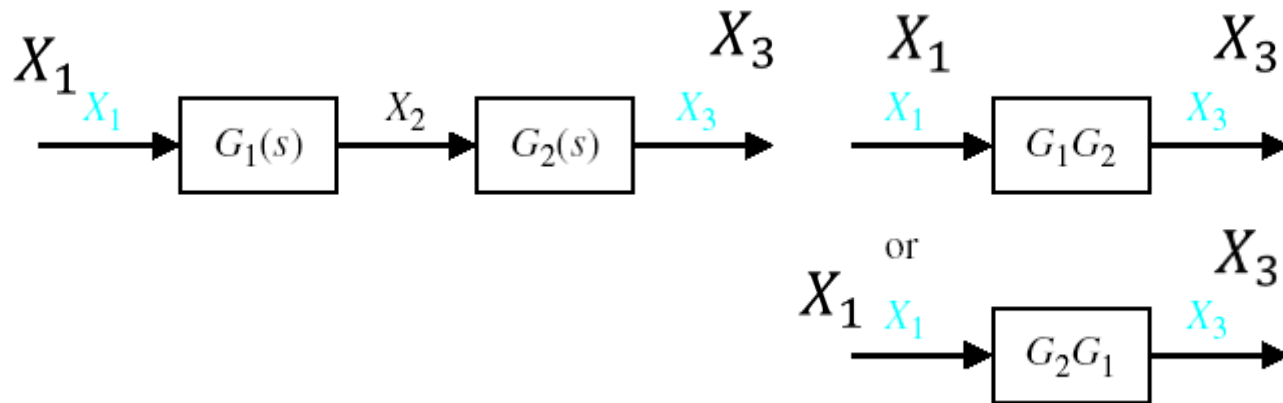 X₁ X₃ X₁ X₃
X₁ X₂ X₃ X₁ X₃
G₁(s) G₂(s) G₁G₂
or
X₁ X₁ X₃ X₃
G₂G₁